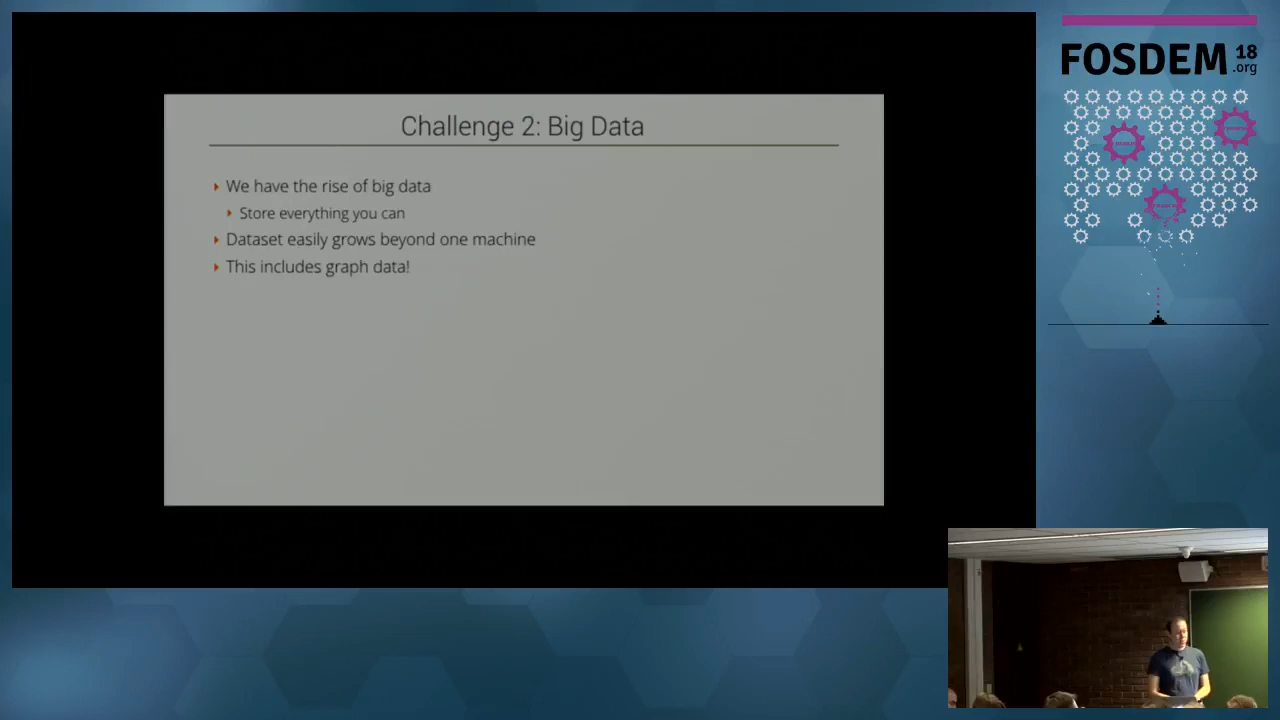 Challenge 2: Big Data
We have the rise of big data
Store everything you can
Dataset easily grows beyond one machine
This includes graph data!
FOSDEM 18
.org